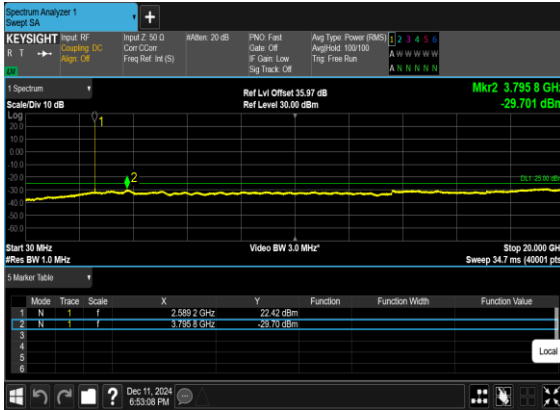 Spectrum Analyzer 1
Swept SA
+
KEYSIGHT Input: RF Input Z: 50 Ω #Atten: 20 dB PNO: Fast Avg Type: Power (RMS) 1 2 3 4 5 6
R T Coupling: DC Corr CCorr Gate: Off Avg|Hold: 100/100 A W W W W W
Align: Off Freq Ref: Int (S) IF Gain: Low Trig: Free Run
LXI Sig Track: Off A N N N N N
1 Spectrum Ref Lvl Offset 35.97 dB Mkr2 3.795 8 GHz
Scale/Div 10 dB Ref Level 30.00 dBm -29.701 dBm
Log
20.0
10.0
0.00
-10.0
-20.0
-30.0
-40.0
-50.0
-60.0
1
2
DL1 -25.00 dBm
Start 30 MHz Video BW 3.0 MHz* Stop 20.000 GHz
#Res BW 1.0 MHz Sweep 34.7 ms (40001 pts)
5 Marker Table
Mode Trace Scale X Y Function Function Width Function Value
1 N 1 f 2.589 2 GHz 22.42 dBm
2 N 1 f 3.795 8 GHz -29.70 dBm
3
4
5
6
Local
? Dec 11, 2024
6:53:08 PM